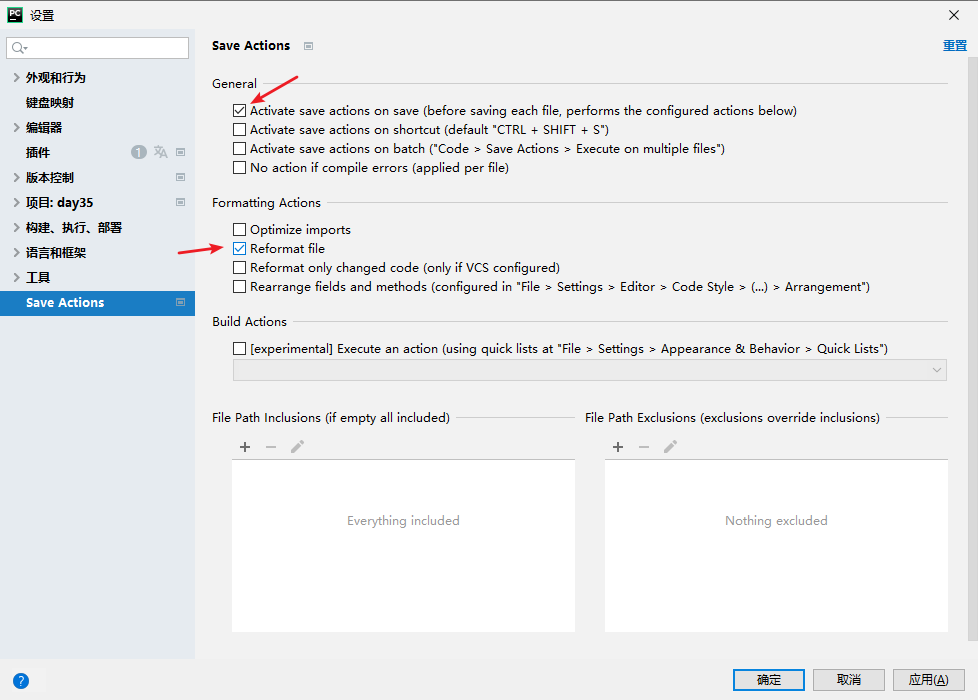 PC 设置
Save Actions
重置
外观和行为
键盘映射
编辑器
插件 1
版本控制
项目: day35
构建、执行、部署
语言和框架
工具
Save Actions
General
Activate save actions on save (before saving each file, performs the configured actions below)
Activate save actions on shortcut (default "CTRL + SHIFT + S")
Activate save actions on batch ("Code > Save Actions > Execute on multiple files")
No action if compile errors (applied per file)
Formatting Actions
Optimize imports
Reformat file
Reformat only changed code (only if VCS configured)
Rearrange fields and methods (configured in "File > Settings > Editor > Code Style > (...) > Arrangement")
Build Actions
[experimental] Execute an action (using quick lists at "File > Settings > Appearance & Behavior > Quick Lists")
File Path Inclusions (if empty all included)
Everything included
File Path Exclusions (exclusions override inclusions)
Nothing excluded
?
确定
取消
应用(A)